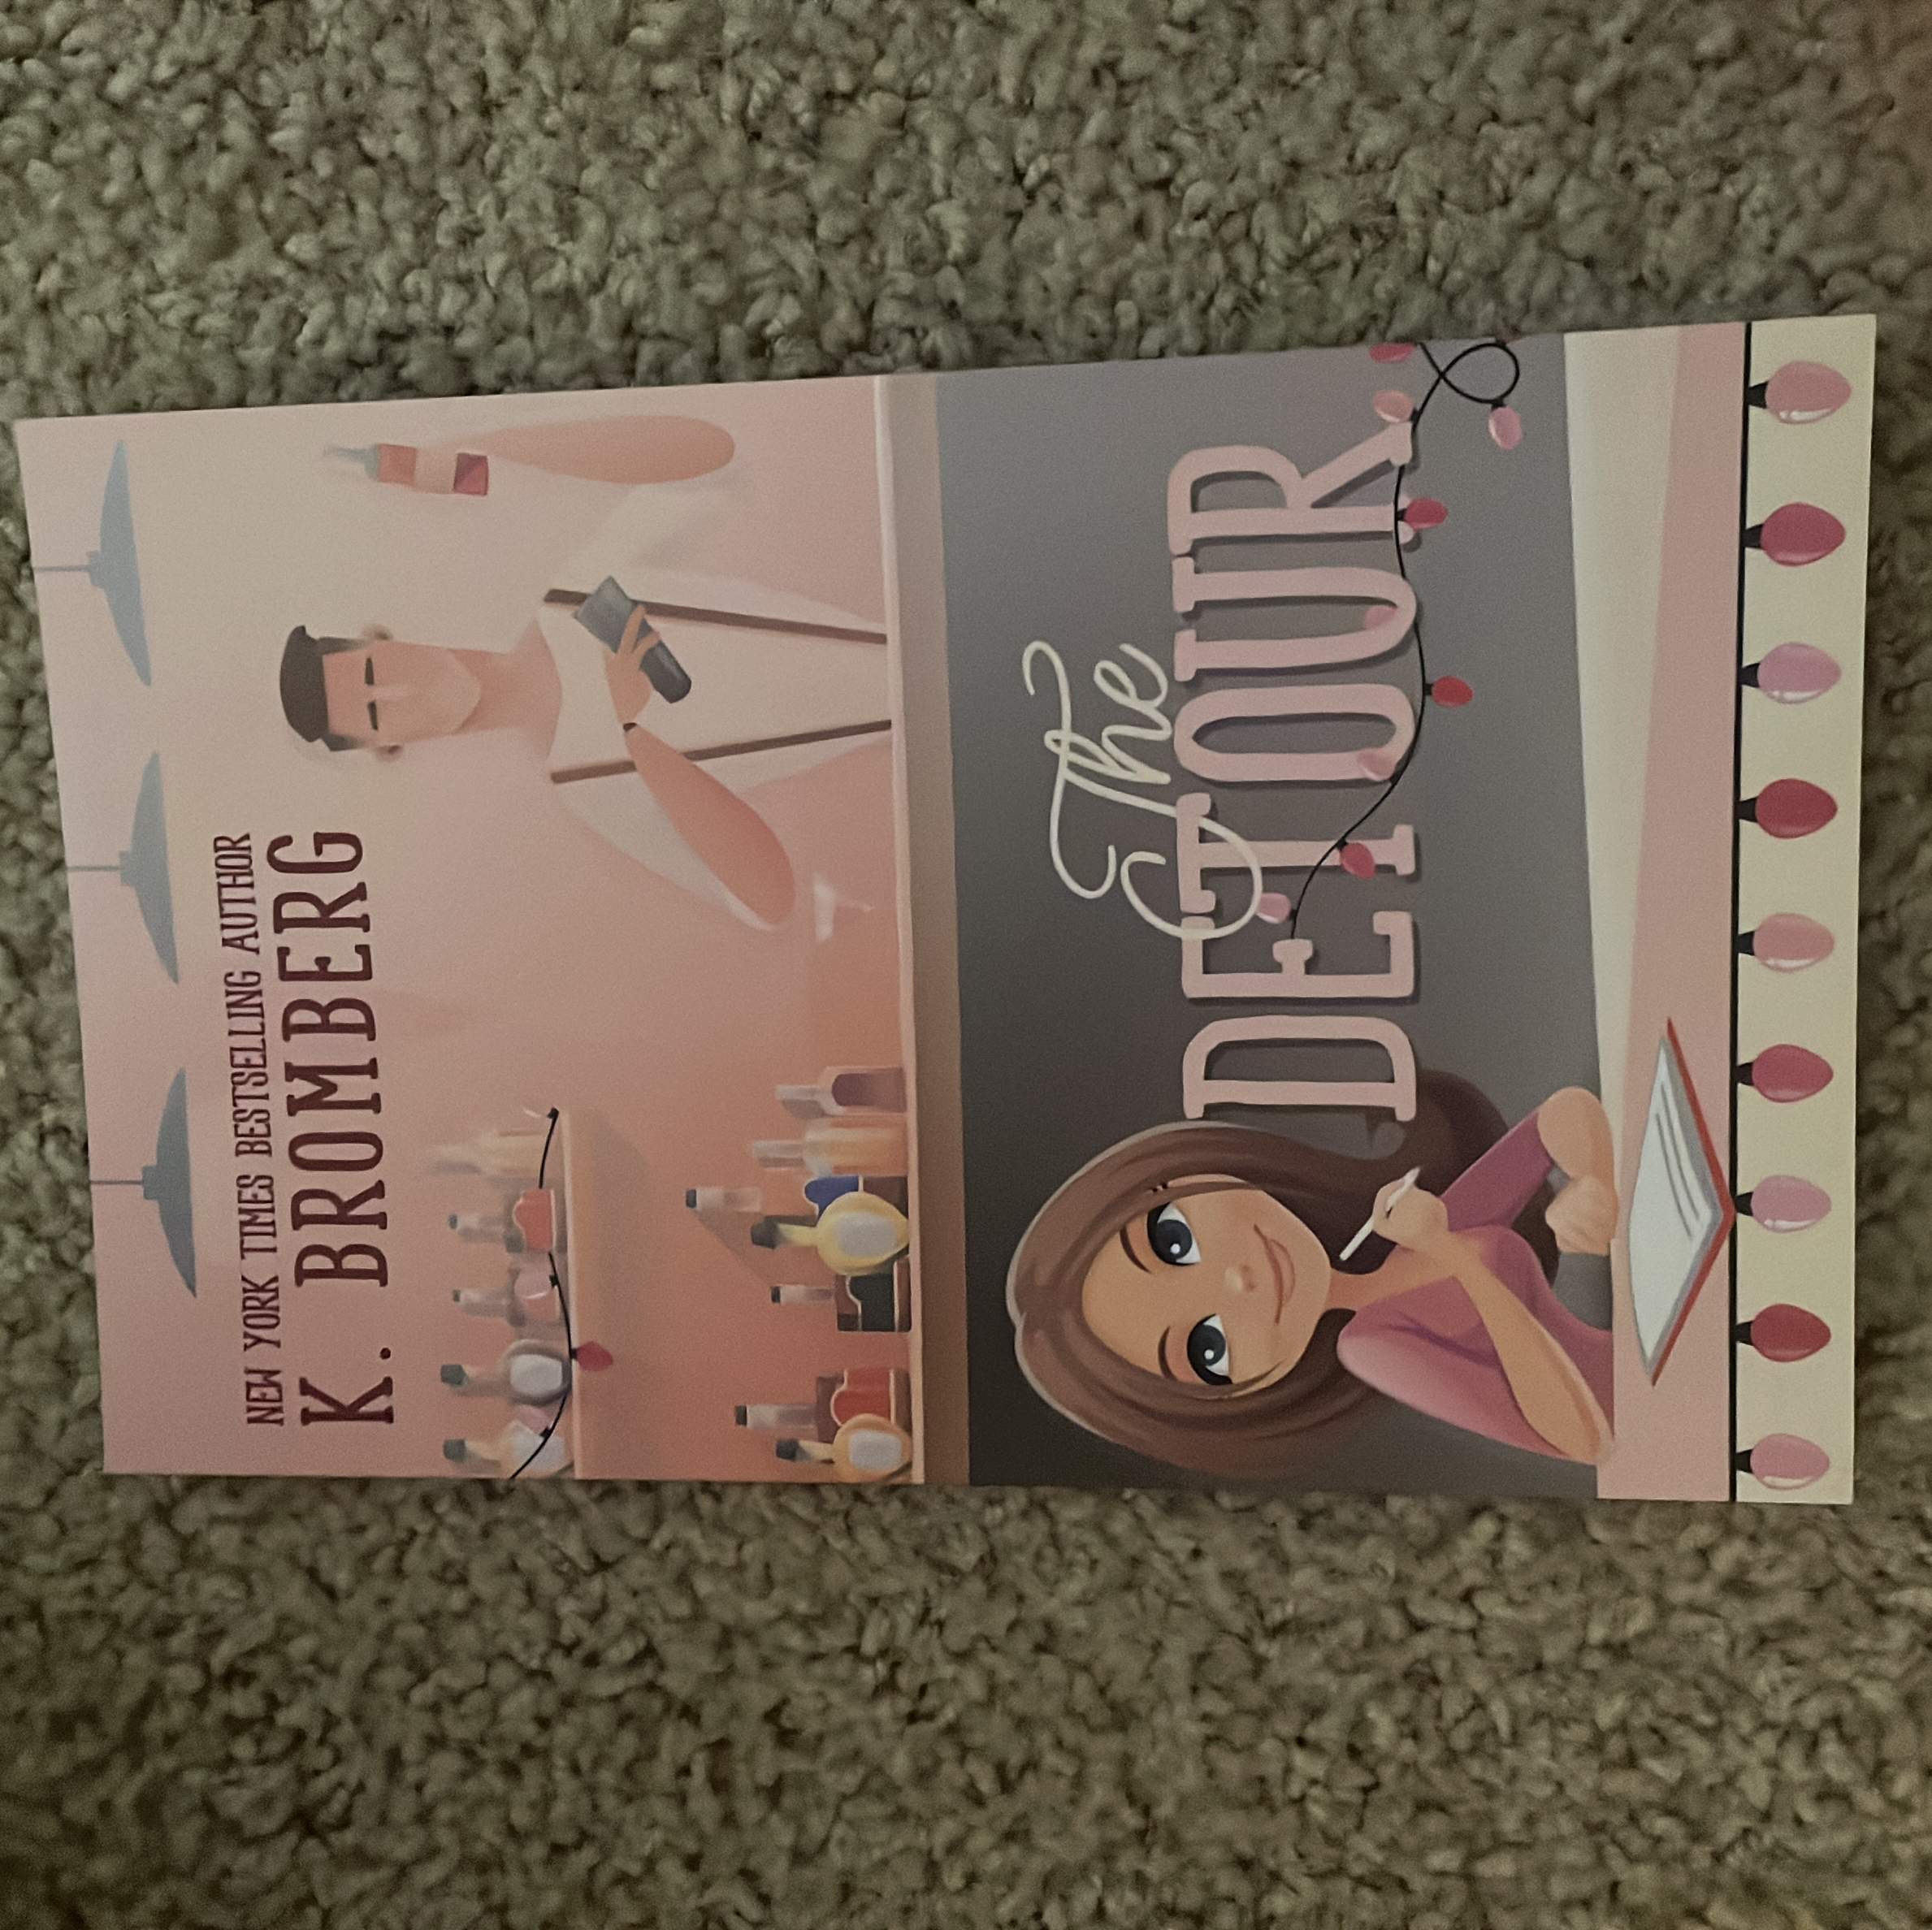 NEW YORK TIMES BESTSELLING AUTHOR
K. BROMBERG
The
DETOUR